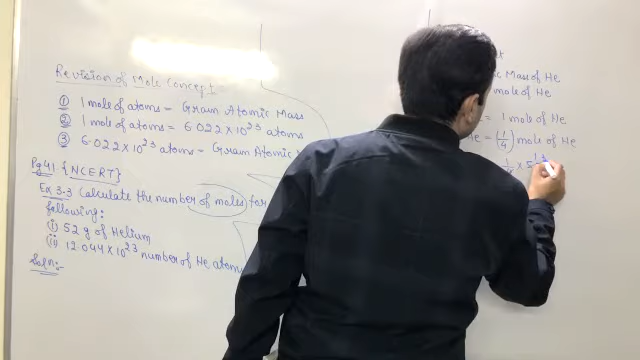 Revision of Mole Concept:
① 1 mole of atoms = Gram Atomic Mass
② 1 mole of atoms = 6.022×10²³ atoms
③ 6.022×10²³ atoms = Gram Atomic
Pg 41 {NCERT}
Ex 3.3 Calculate the number of moles for
following:
(i) 52 g of Helium
(ii) 12.044×10²³ number of He atom
Soln:
Mass of He
mole of He
= 1 mole of He
He = (1/4) mole of He